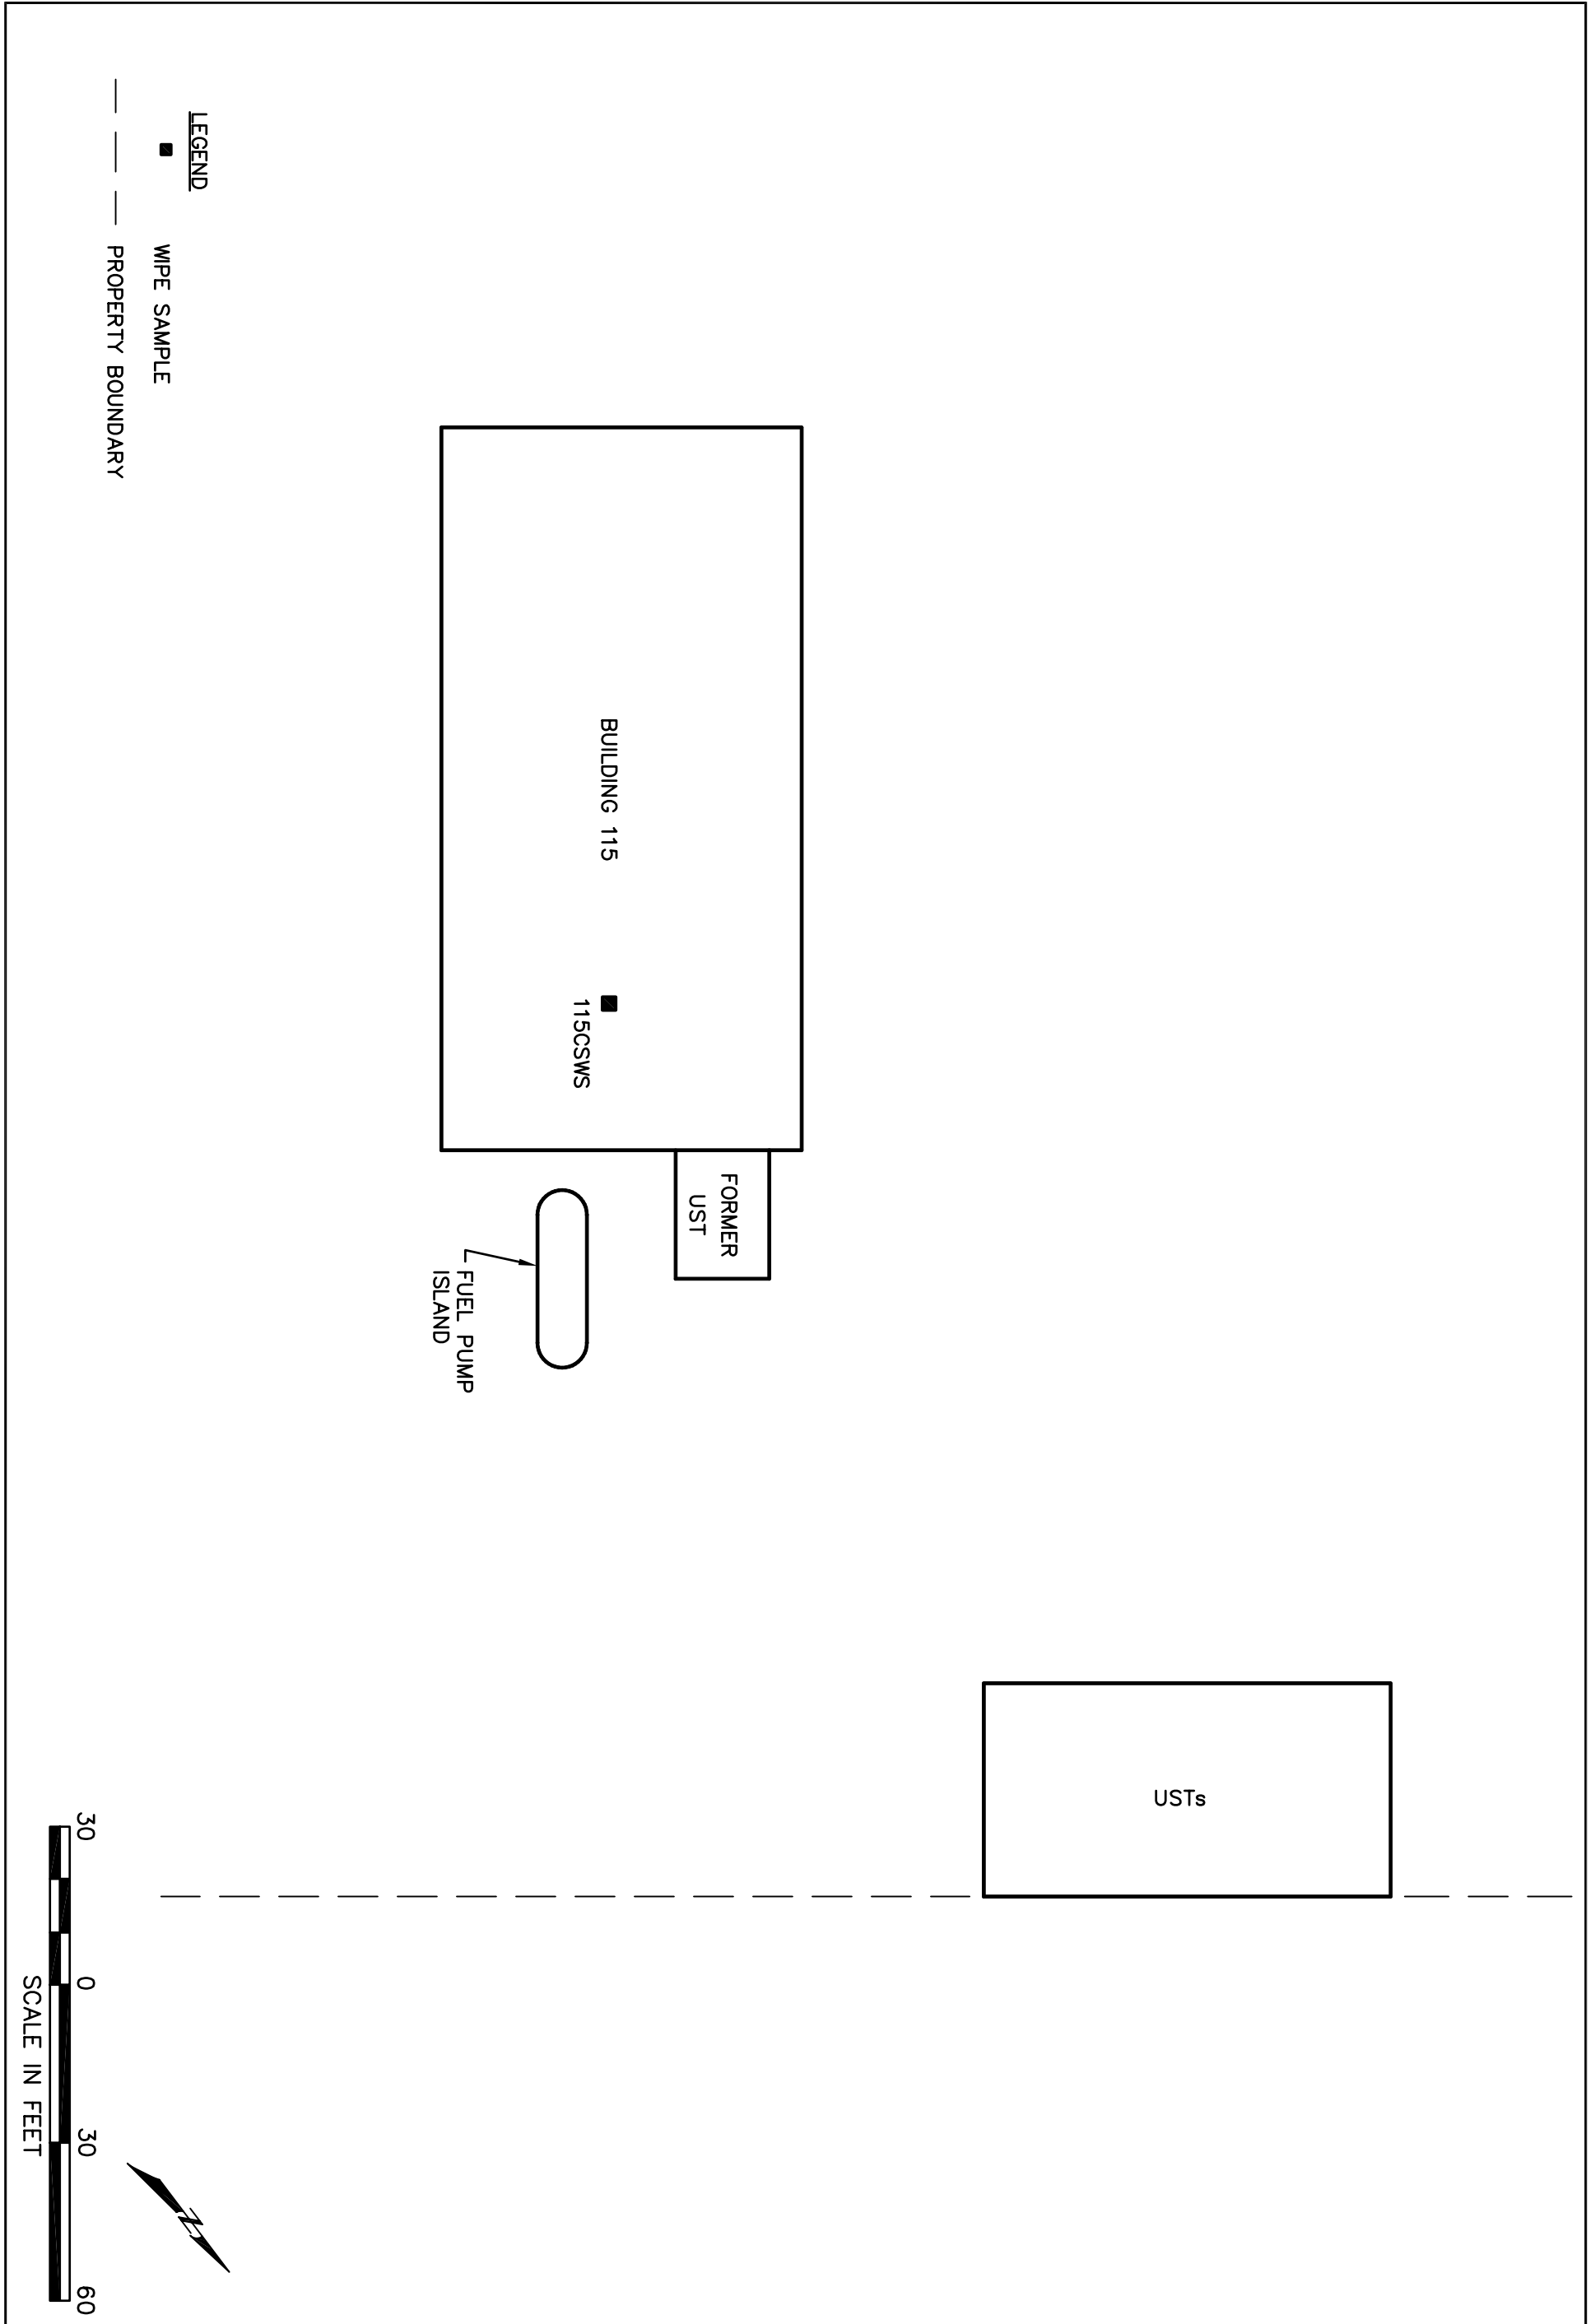 USTs
BUILDING 115
115CSWS
FORMER
UST
FUEL PUMP
ISLAND
LEGEND
WIPE SAMPLE
PROPERTY BOUNDARY
30 0 30 60
SCALE IN FEET